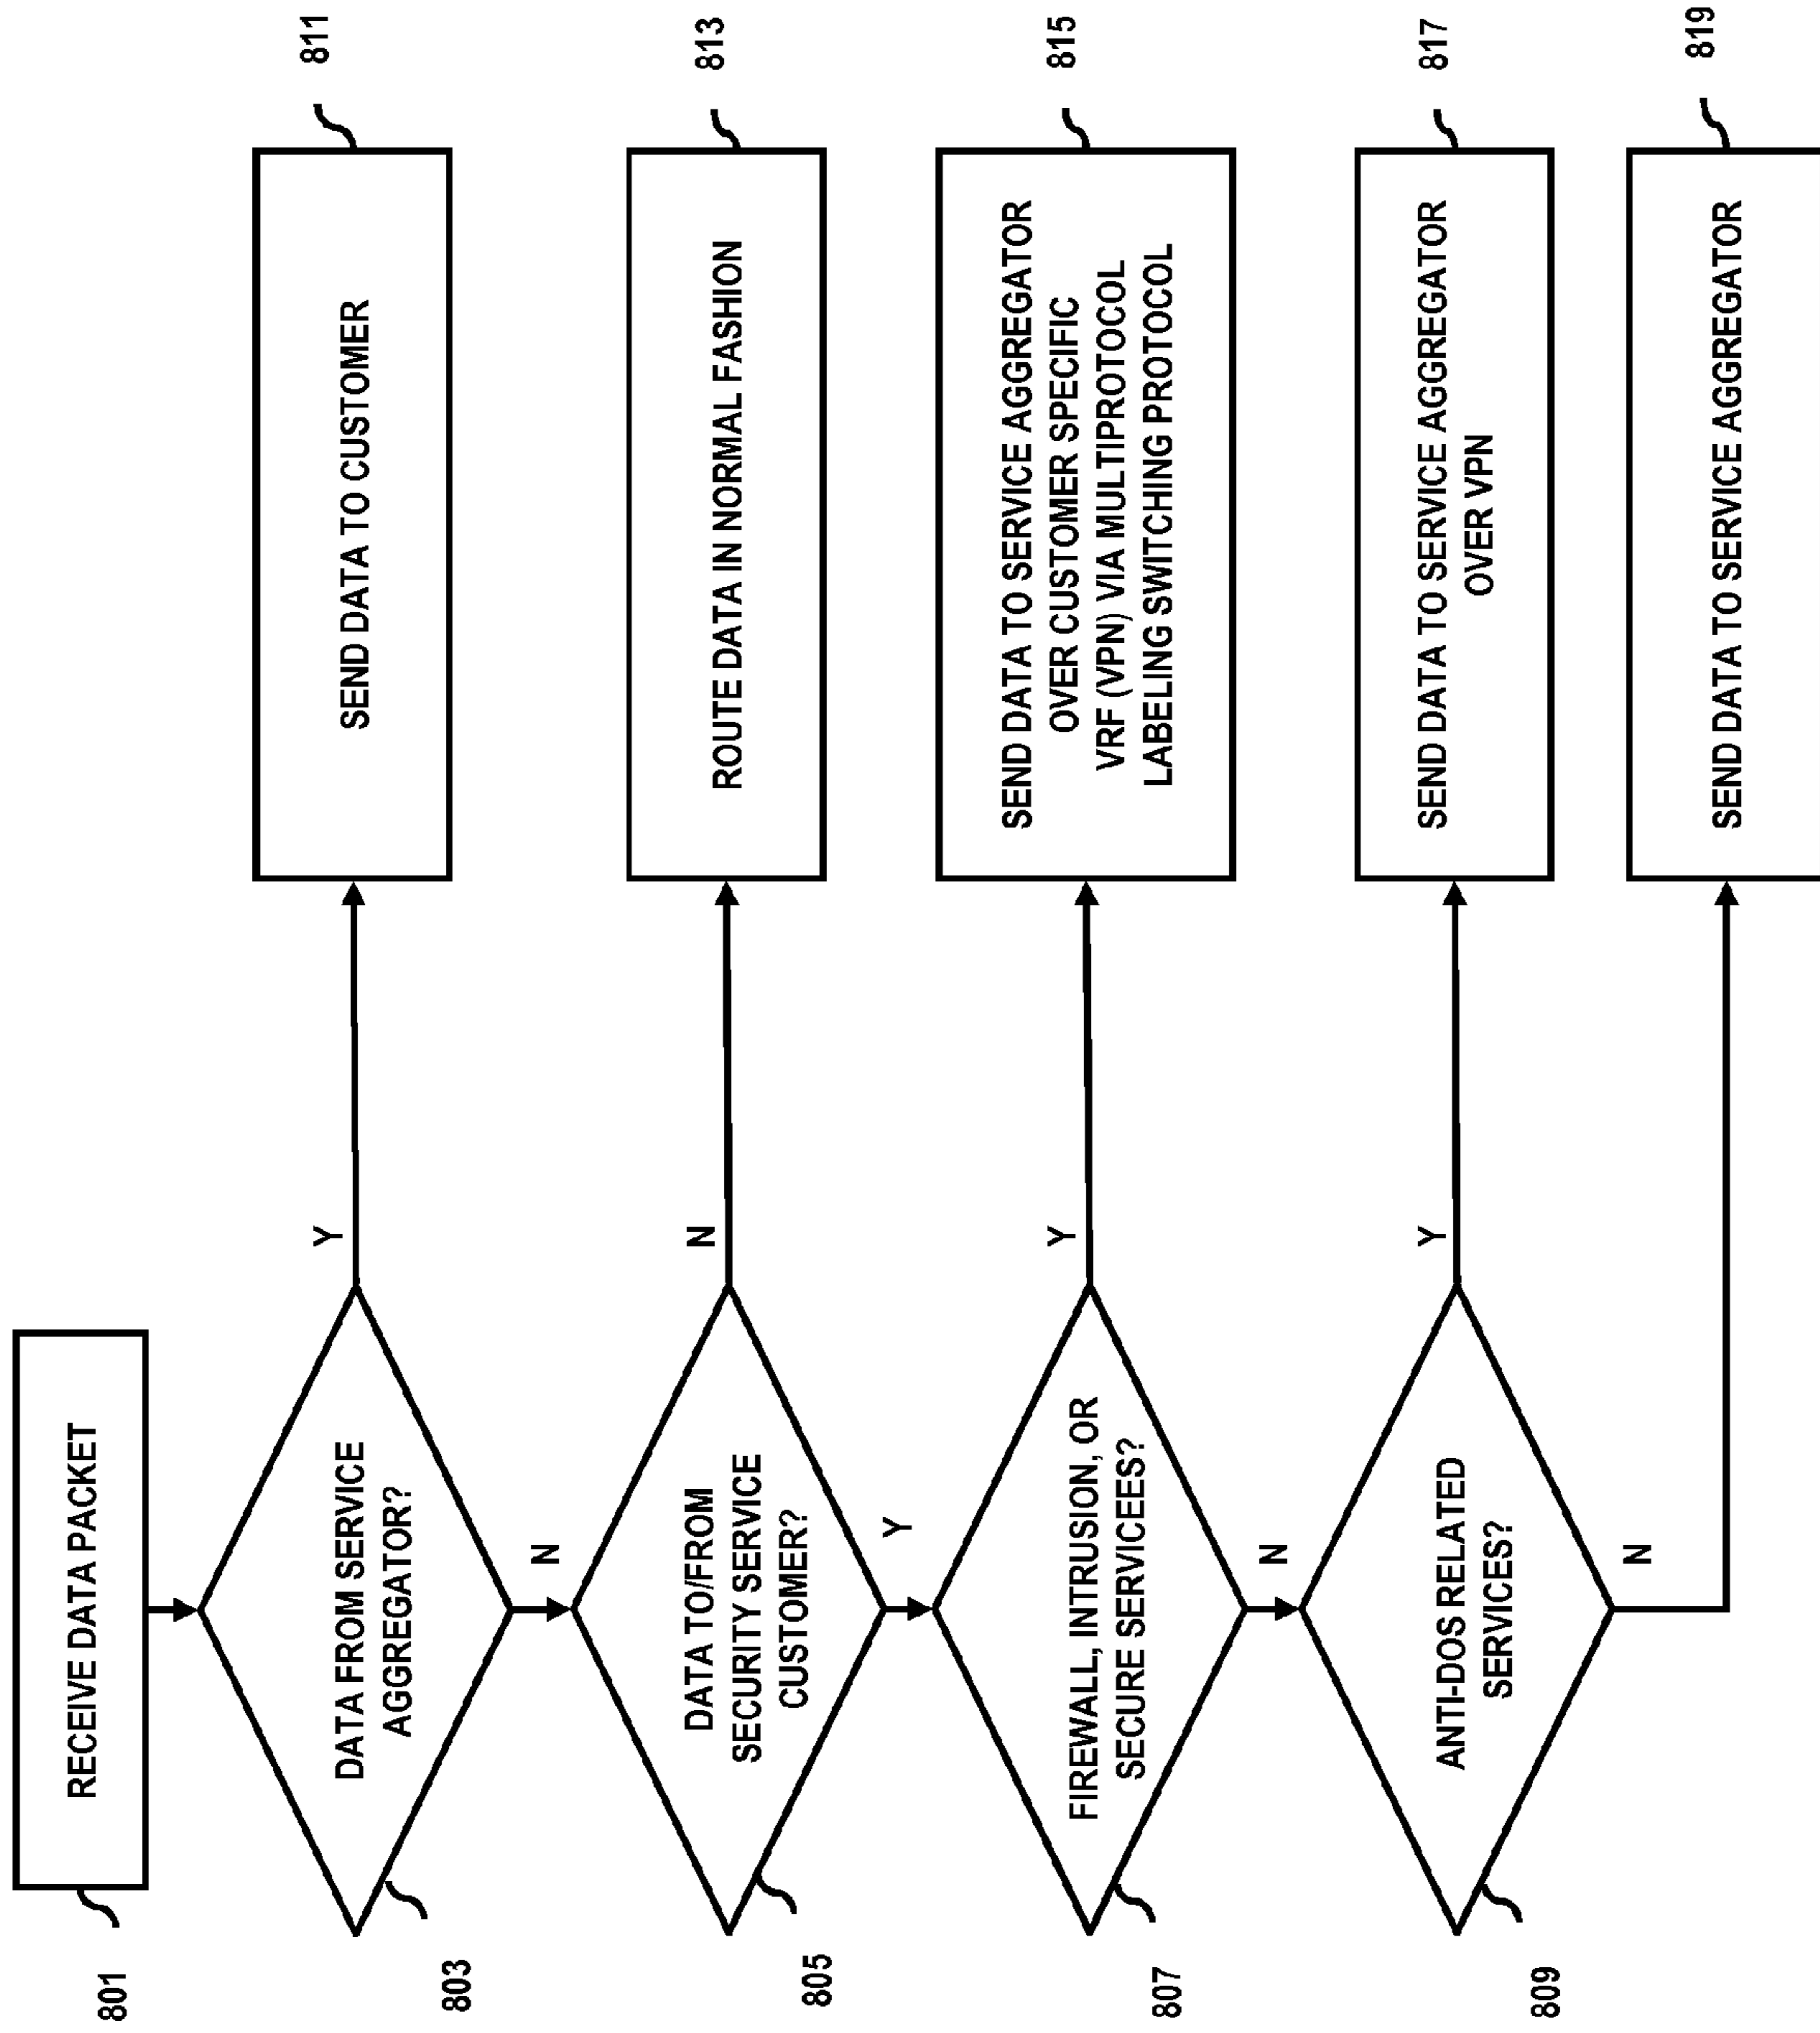 RECEIVE DATA PACKET
801
DATA FROM SERVICE
AGGREGATOR?
803
Y
SEND DATA TO CUSTOMER
811
N
DATA TO/FROM
SECURITY SERVICE
CUSTOMER?
805
N
ROUTE DATA IN NORMAL FASHION
813
Y
FIREWALL, INTRUSION, OR
SECURE SERVICEES?
807
Y
SEND DATA TO SERVICE AGGREGATOR
OVER CUSTOMER SPECIFIC
VRF (VPN) VIA MULTIPROTOCOL
LABELING SWITCHING PROTOCOL
815
N
ANTI-DOS RELATED
SERVICES?
809
Y
SEND DATA TO SERVICE AGGREGATOR
OVER VPN
817
N
SEND DATA TO SERVICE AGGREGATOR
819